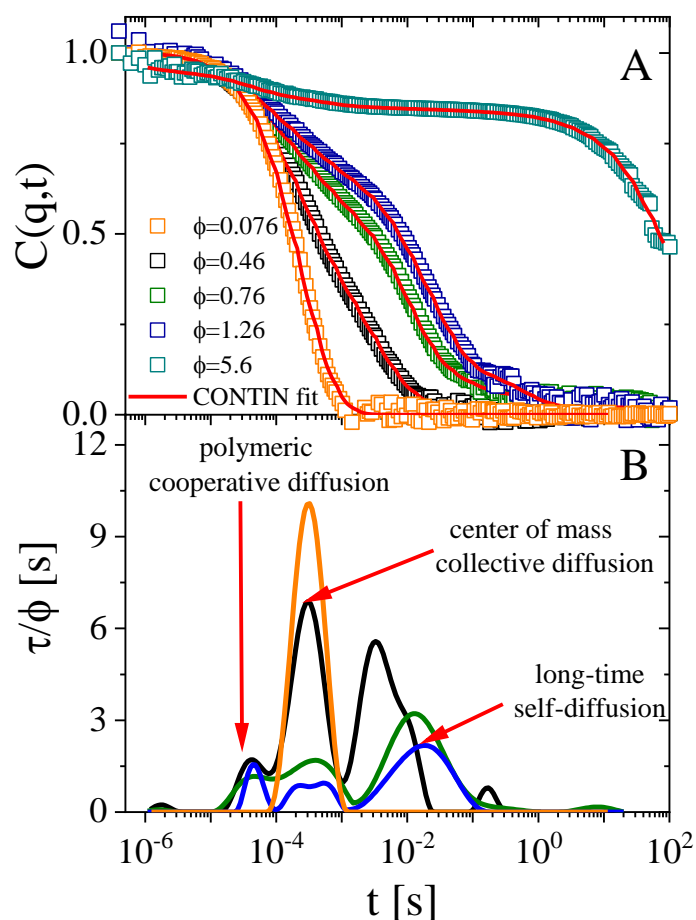 A
C(q,t)
1.0
0.5
0.0
ϕ=0.076
ϕ=0.46
ϕ=0.76
ϕ=1.26
ϕ=5.6
CONTIN fit
B
τ/ϕ [s]
12
9
6
3
0
polymeric
cooperative diffusion
center of mass
collective diffusion
long-time
self-diffusion
10⁻⁶ 10⁻⁴ 10⁻² 10⁰ 10²
t [s]